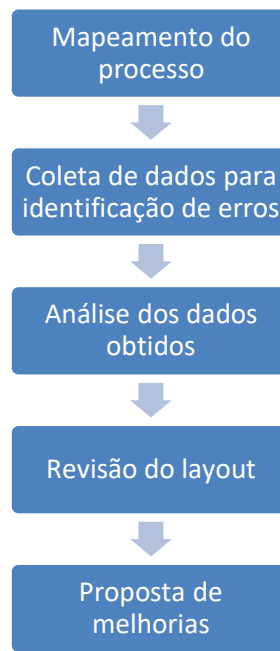 Mapeamento do
processo
Coleta de dados para
identificação de erros
Análise dos dados
obtidos
Revisão do layout
Proposta de
melhorias